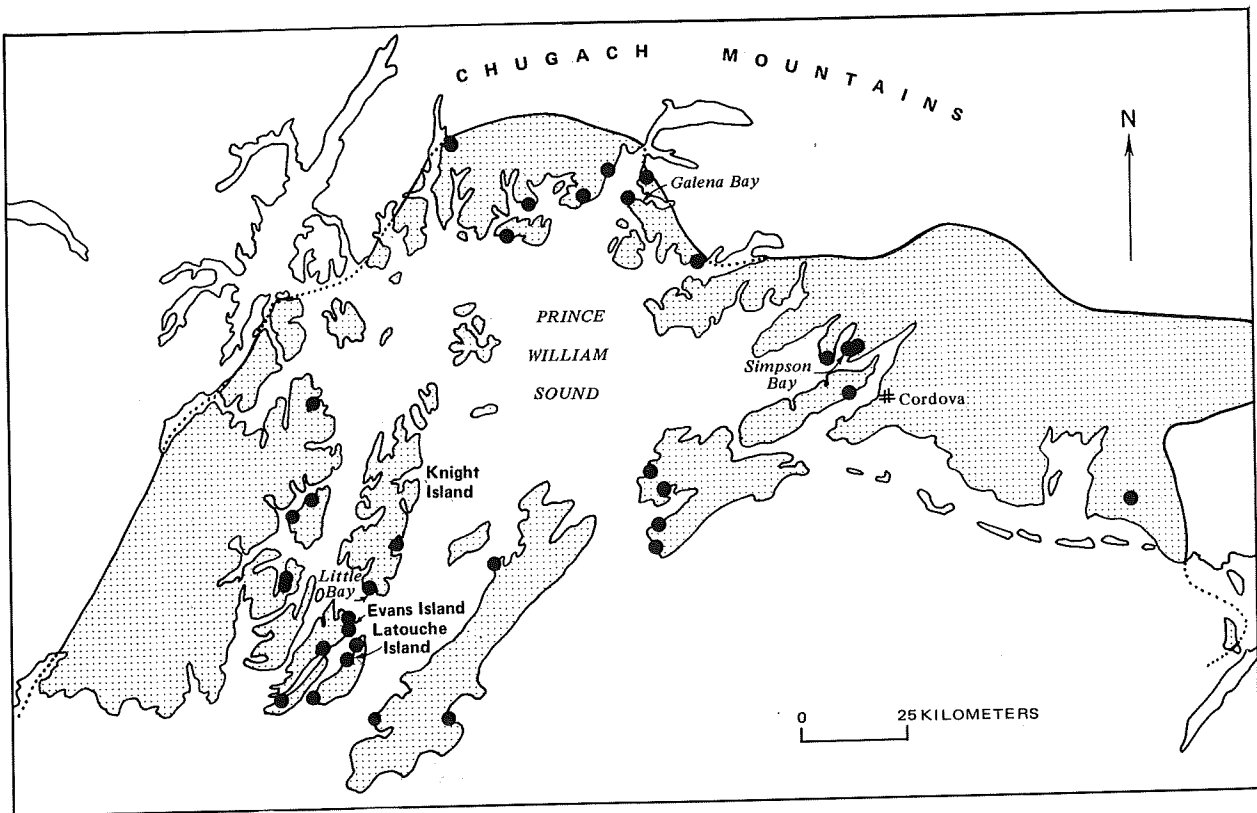 CHUGACH MOUNTAINS
N
Galena Bay
PRINCE
WILLIAM
SOUND
Simpson
Bay
Cordova
Knight
Island
Little
Bay
Evans Island
Latouche
Island
0 25 KILOMETERS